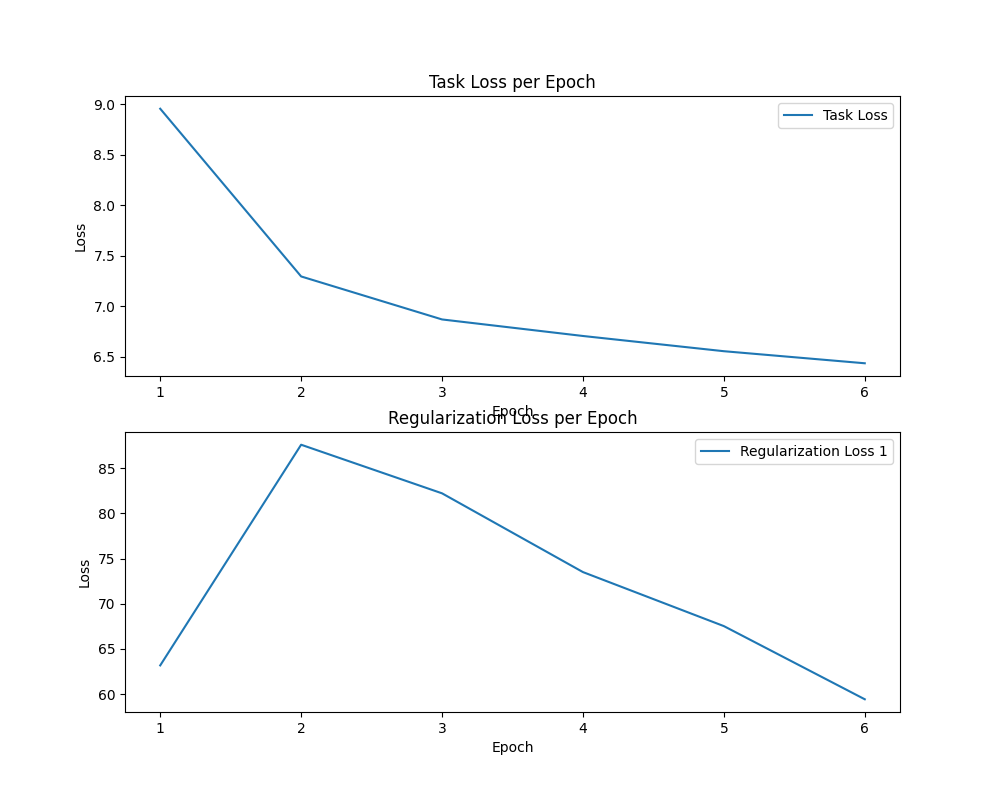 Task Loss per Epoch
9.0
8.5
8.0
7.5
7.0
6.5
Loss
Task Loss
1 2 3 4 5 6
Epoch
Regularization Loss per Epoch
85
80
75
70
65
60
Loss
Regularization Loss 1
1 2 3 4 5 6
Epoch